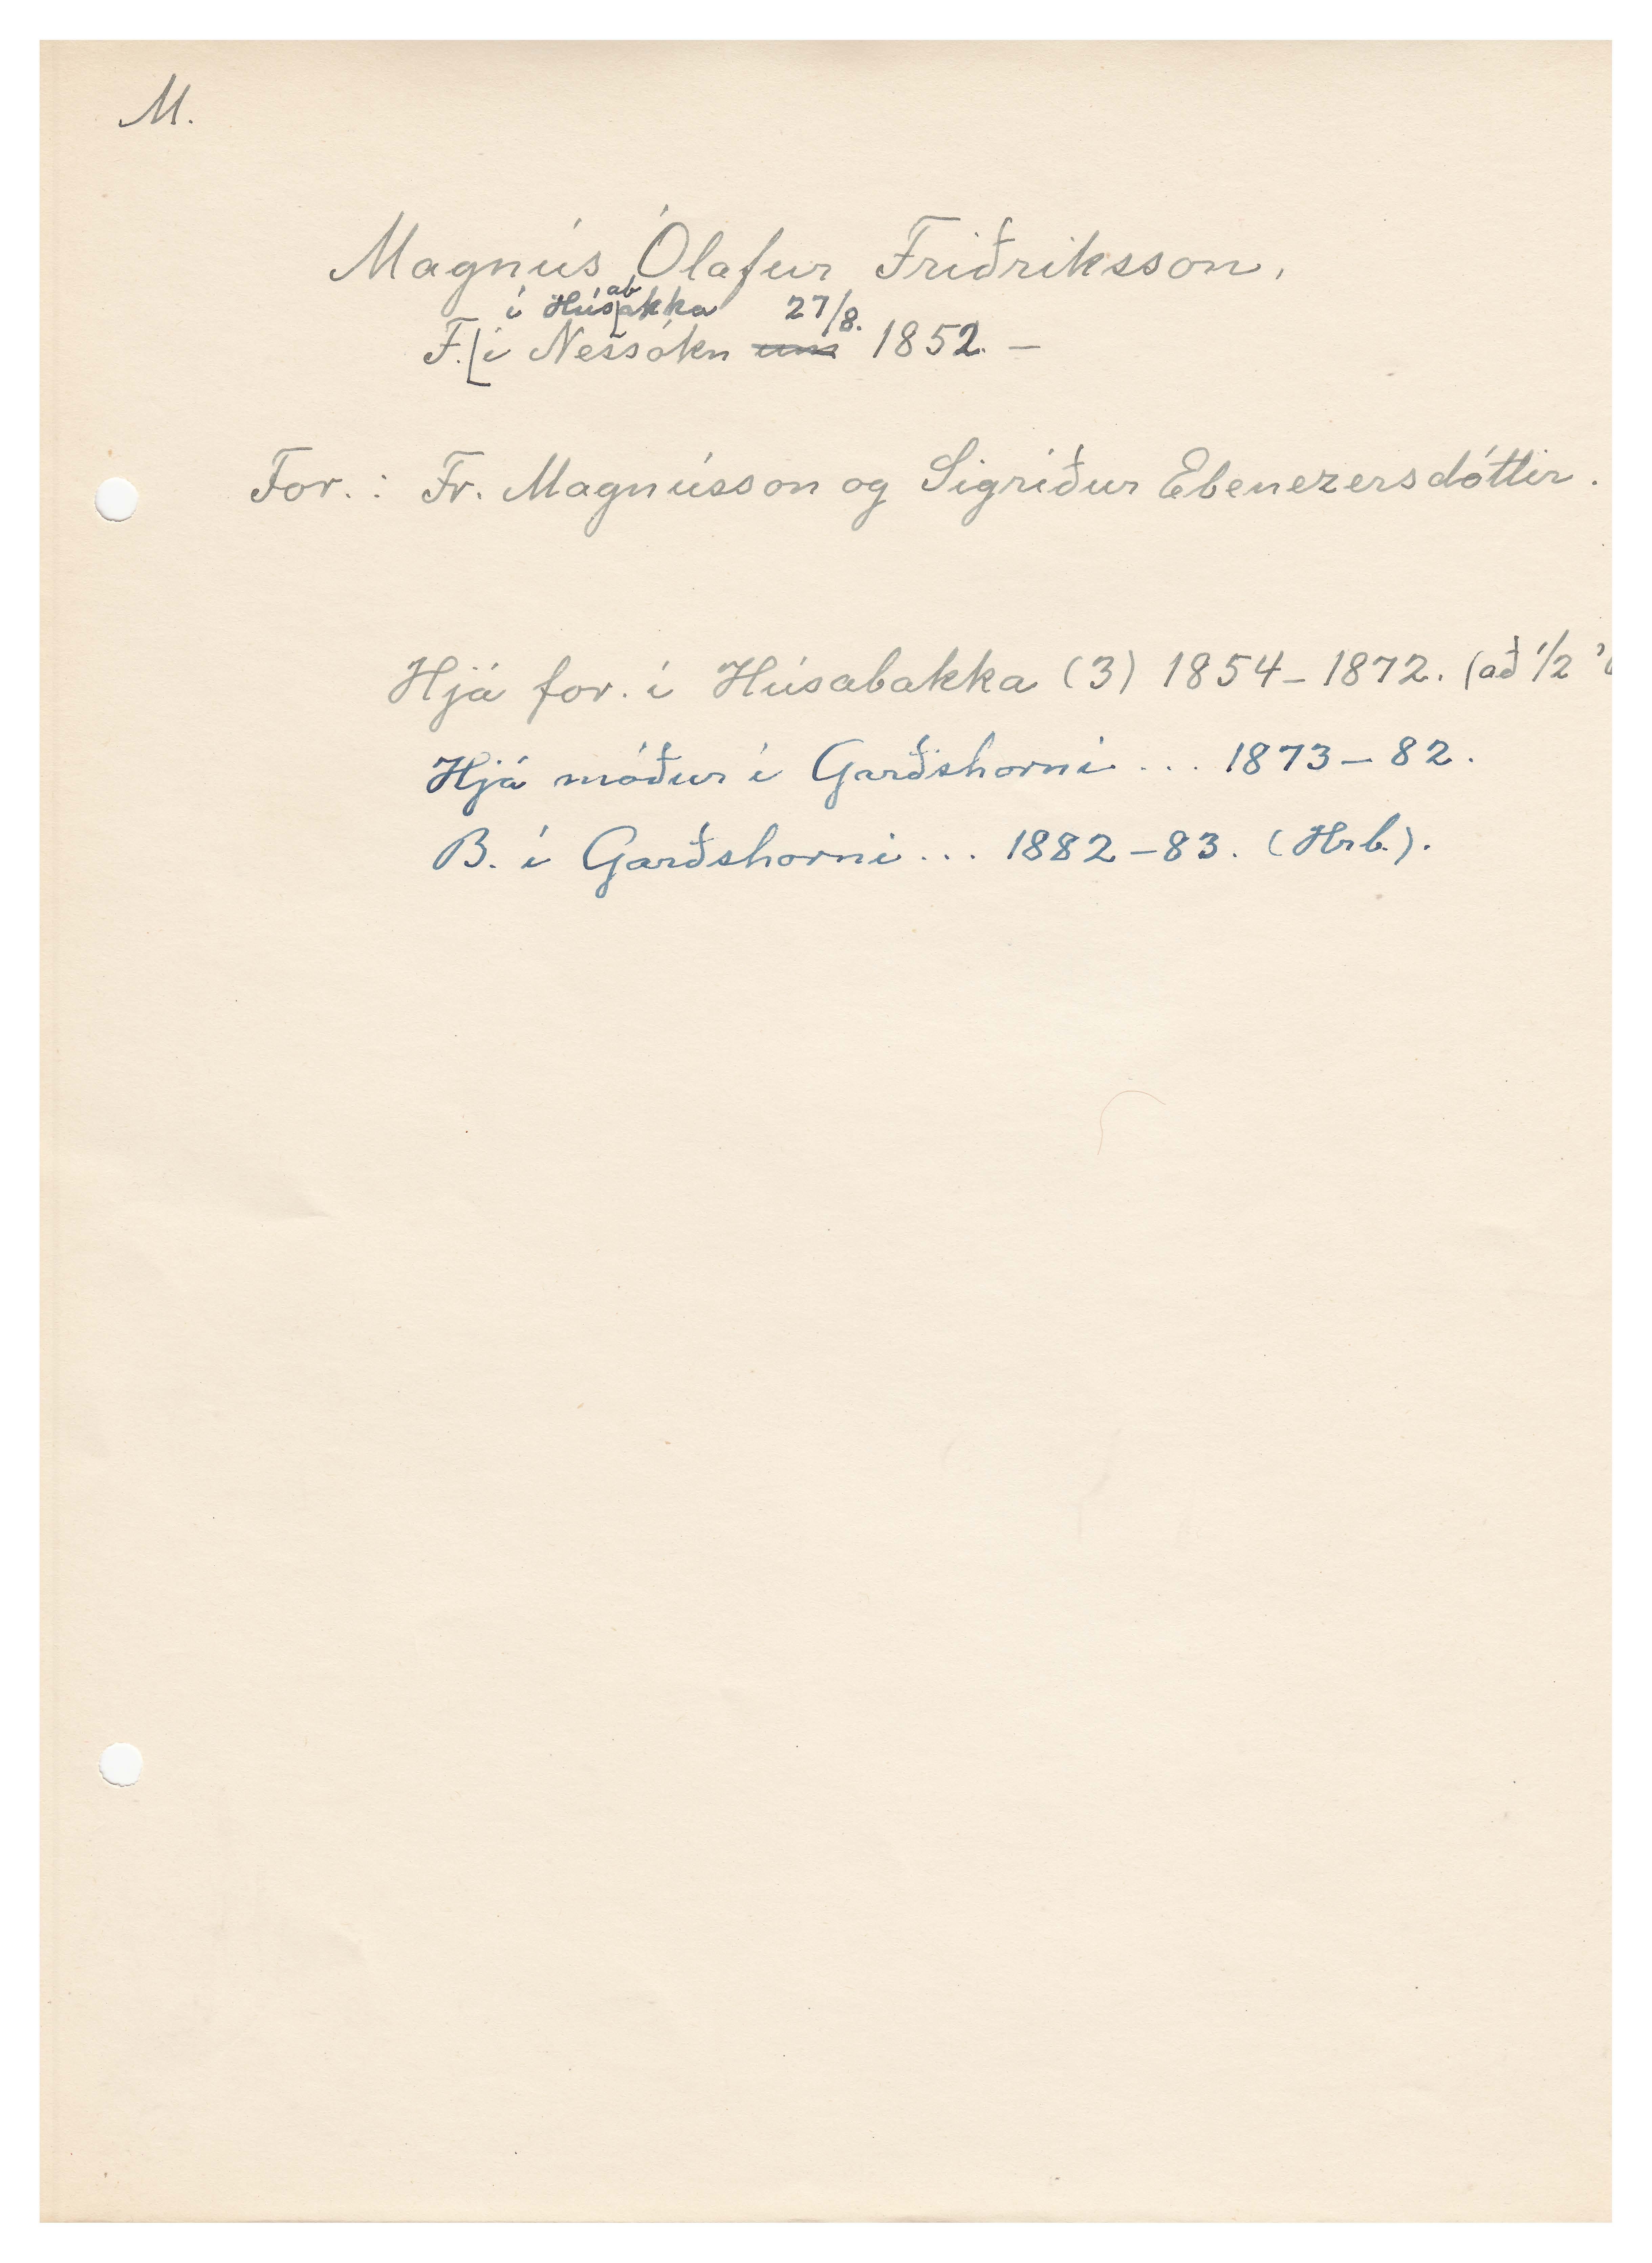 M.
Magnús Ólafur Friðriksson.
í Húsabakka 27/8.
F. í Nessókn 1852. –
For.: Fr. Magnússon og Sigríður Ebenezersdóttir.
Hjá for. í Húsabakka (3) 1854–1872. (að 1/2
Hjá móður í Garðshorni ... 1873–82.
B. í Garðshorni ... 1882–83. (Hrb.).